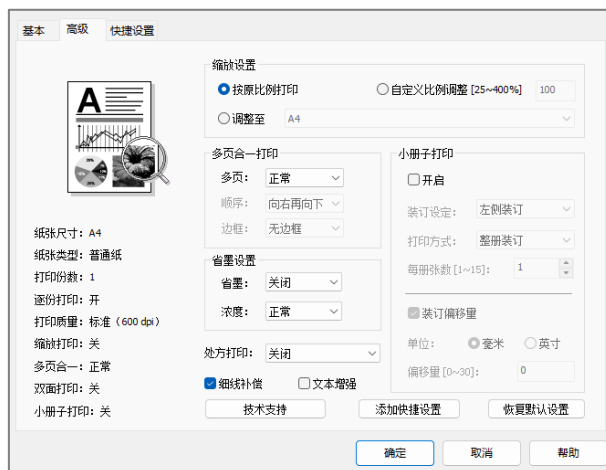 基本 高级 快捷设置
缩放设置
按原比例打印 自定义比例调整 [25~400%] 100
调整至 A4
多页合一打印
多页: 正常
顺序: 向右再向下
边框: 无边框
省墨设置
省墨: 关闭
浓度: 正常
处方打印: 关闭
细线补偿 文本增强
小册子打印
开启
装订设定: 左侧装订
打印方式: 整册装订
每册张数 [1~15]: 1
装订偏移量
单位: 毫米 英寸
偏移量 [0~30]: 0
A
纸张尺寸: A4
纸张类型: 普通纸
打印份数: 1
逐份打印: 开
打印质量: 标准 (600 dpi)
缩放打印: 关
多页合一: 正常
双面打印: 关
小册子打印: 关
技术支持 添加快捷设置 恢复默认设置
确定 取消 帮助